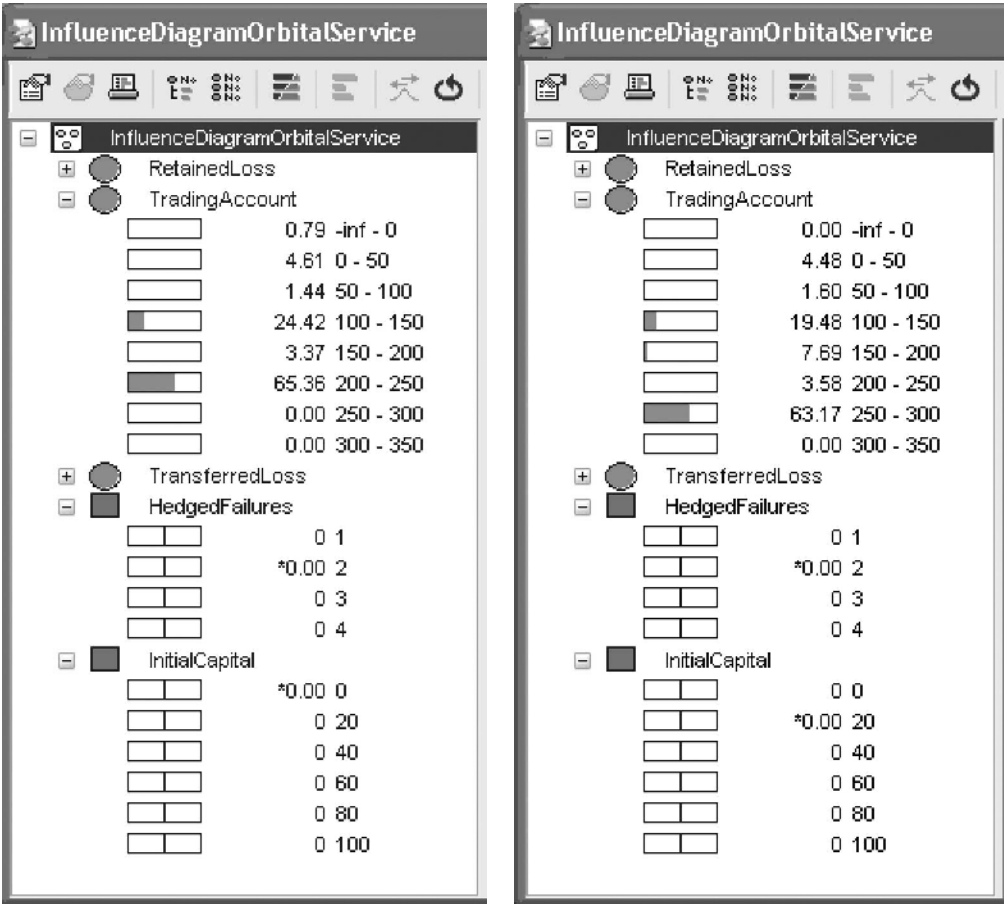 InfluenceDiagramOrbitalService
InfluenceDiagramOrbitalService
RetainedLoss
TradingAccount
0.79 -inf - 0
4.61 0 - 50
1.44 50 - 100
24.42 100 - 150
3.37 150 - 200
65.36 200 - 250
0.00 250 - 300
0.00 300 - 350
TransferredLoss
HedgedFailures
0 1
*0.00 2
0 3
0 4
InitialCapital
*0.00 0
0 20
0 40
0 60
0 80
0 100
InfluenceDiagramOrbitalService
InfluenceDiagramOrbitalService
RetainedLoss
TradingAccount
0.00 -inf - 0
4.48 0 - 50
1.60 50 - 100
19.48 100 - 150
7.69 150 - 200
3.58 200 - 250
63.17 250 - 300
0.00 300 - 350
TransferredLoss
HedgedFailures
0 1
*0.00 2
0 3
0 4
InitialCapital
0 0
*0.00 20
0 40
0 60
0 80
0 100